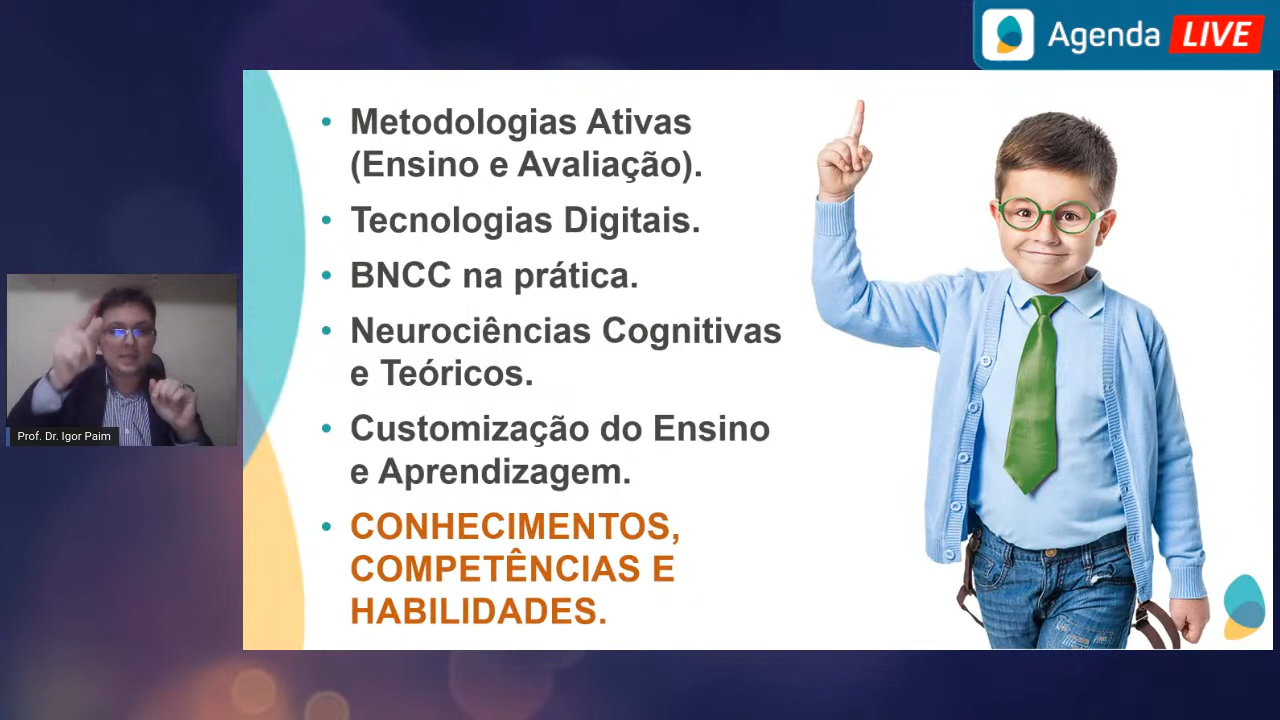 Agenda LIVE
• Metodologias Ativas
(Ensino e Avaliação).
• Tecnologias Digitais.
• BNCC na prática.
• Neurociências Cognitivas
e Teóricos.
• Customização do Ensino
e Aprendizagem.
• CONHECIMENTOS,
COMPETÊNCIAS E
HABILIDADES.
Prof. Dr. Igor Paim